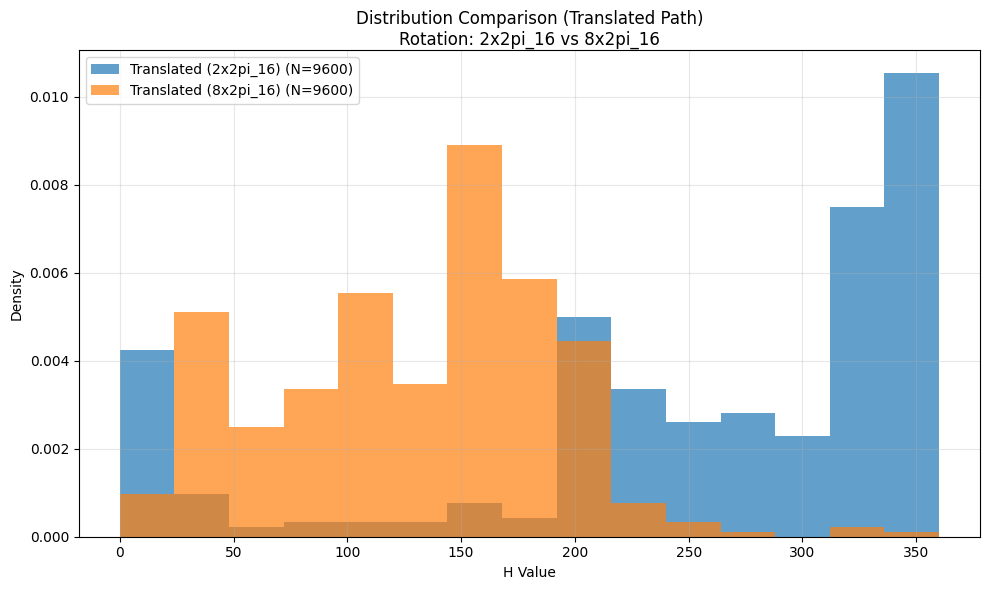 Distribution Comparison (Translated Path)
Rotation: 2x2pi_16 vs 8x2pi_16
Translated (2x2pi_16) (N=9600)
Translated (8x2pi_16) (N=9600)
Density
0.010
0.008
0.006
0.004
0.002
0.000
0 50 100 150 200 250 300 350
H Value